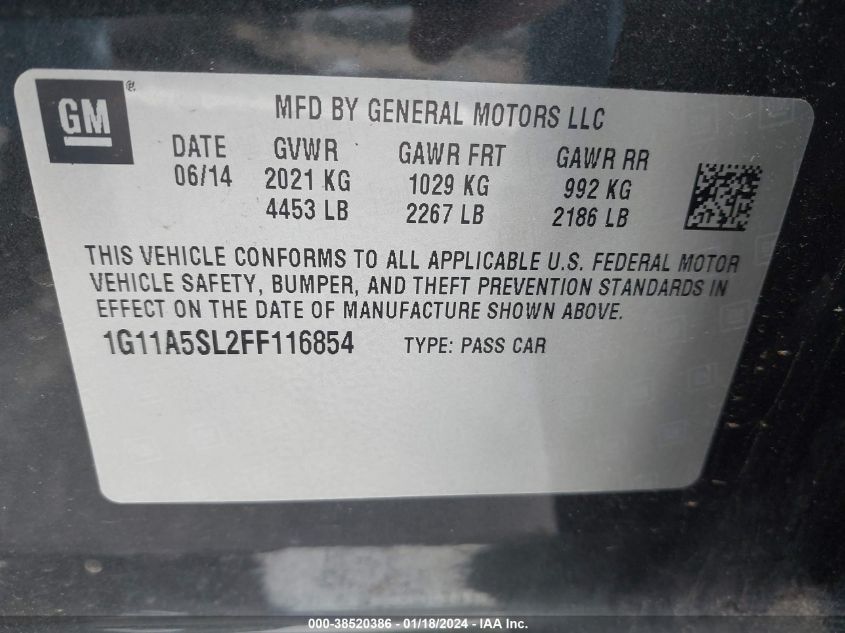 GM ®
MFD BY GENERAL MOTORS LLC
DATE GVWR GAWR FRT GAWR RR
06/14 2021 KG 1029 KG 992 KG
4453 LB 2267 LB 2186 LB
THIS VEHICLE CONFORMS TO ALL APPLICABLE U.S. FEDERAL MOTOR
VEHICLE SAFETY, BUMPER, AND THEFT PREVENTION STANDARDS IN
EFFECT ON THE DATE OF MANUFACTURE SHOWN ABOVE.
1G11A5SL2FF116854 TYPE: PASS CAR
000-38520386 - 01/18/2024 - IAA Inc.